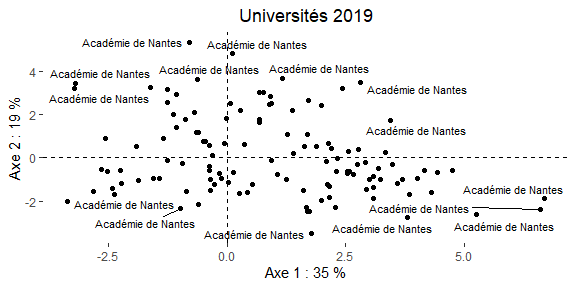 Universités 2019
Académie de Nantes
Académie de Nantes
Académie de Nantes
Académie de Nantes
Académie de Nantes
Académie de Nantes
Académie de Nantes
Académie de Nantes
Académie de Nantes
Académie de Nantes
Académie de Nantes
Académie de Nantes
Académie de Nantes
Académie de Nantes
4
2
0
-2
Axe 2 : 19 %
-2.5
0.0
2.5
5.0
Axe 1 : 35 %